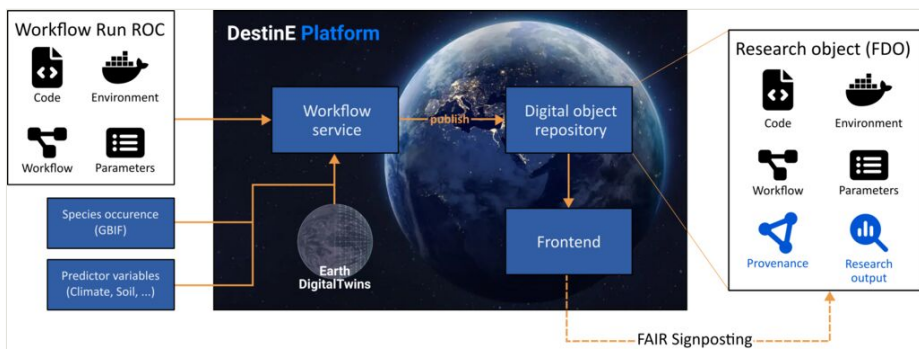 Workflow Run ROC
Code
Environment
Workflow
Parameters
Species occurence
(GBIF)
Predictor variables
(Climate, Soil, ...)
DestinE Platform
Workflow
service
publish
Digital object
repository
Earth
DigitalTwins
Frontend
Research object (FDO)
Code
Environment
Workflow
Parameters
Provenance
Research
output
FAIR Signposting